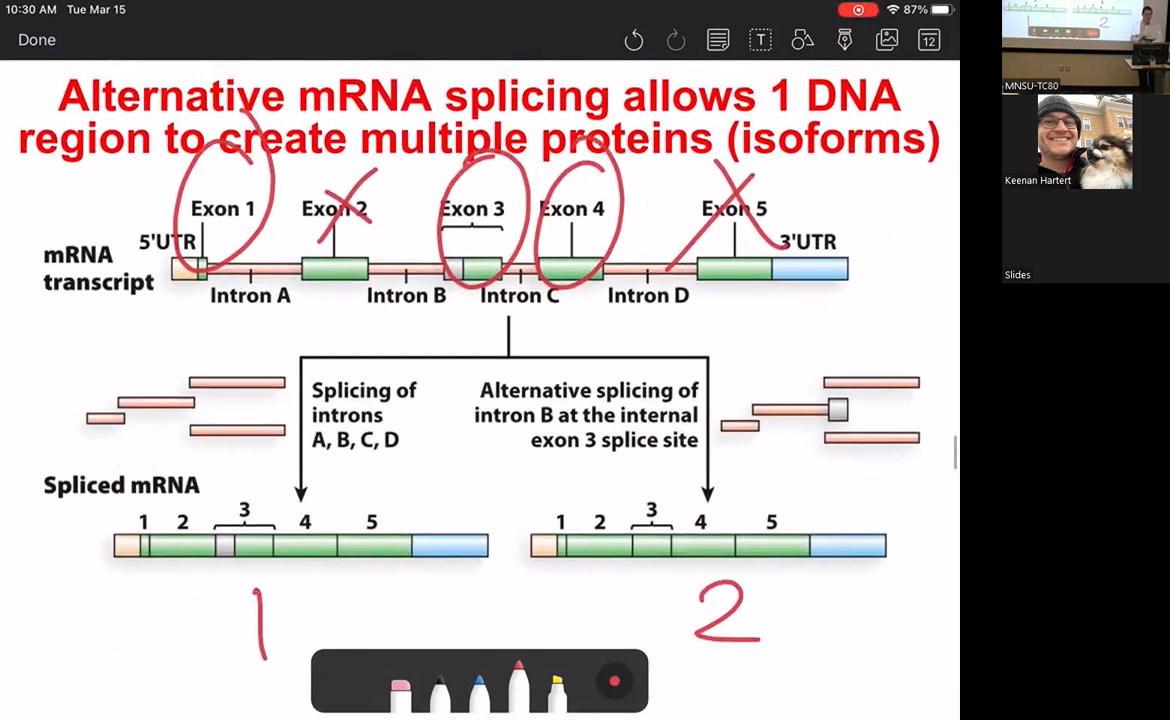 10:30 AM Tue Mar 15
87%
Done
T
12
Alternative mRNA splicing allows 1 DNA
region to create multiple proteins (isoforms)
Exon 1
Exon 2
Exon 3
Exon 4
Exon 5
5'UTR
3'UTR
mRNA
transcript
Intron A
Intron B
Intron C
Intron D
Splicing of
introns
A, B, C, D
Alternative splicing of
intron B at the internal
exon 3 splice site
Spliced mRNA
1 2 3 4 5
1 2 3 4 5
1
2
2
MNSU-TC80
Keenan Hartert
Slides